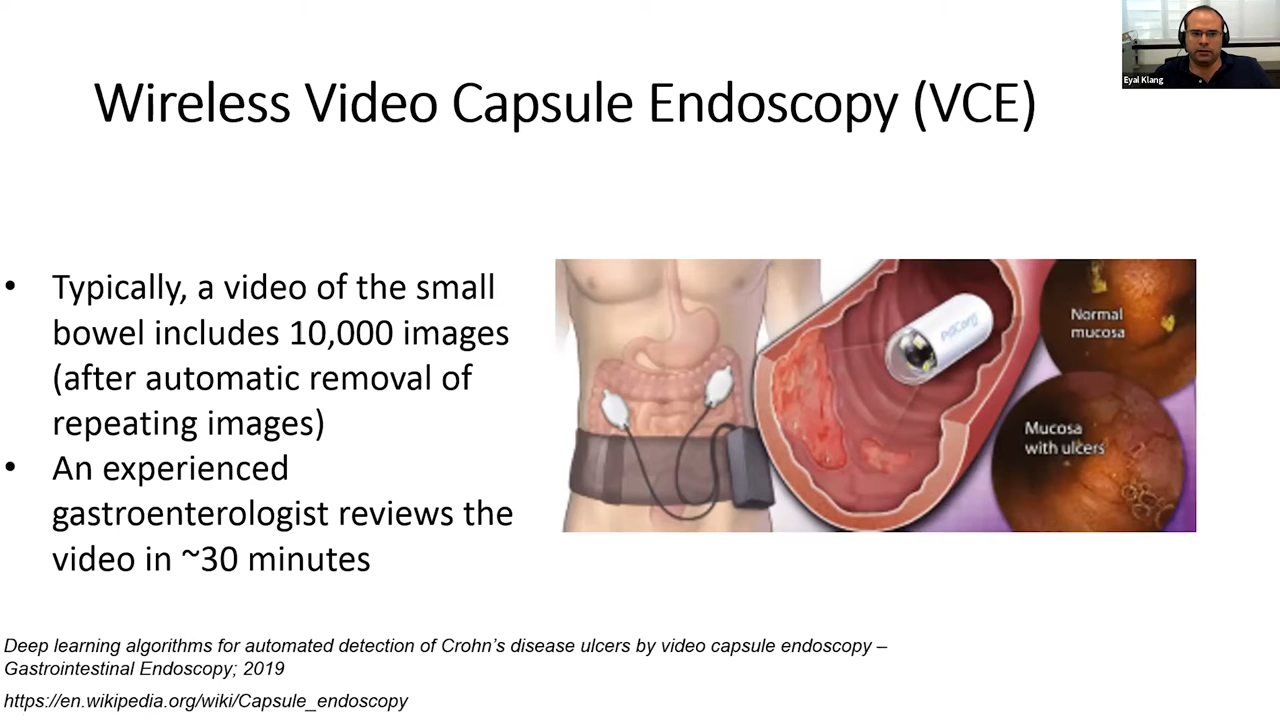 Eyal Klang
Wireless Video Capsule Endoscopy (VCE)
• Typically, a video of the small
bowel includes 10,000 images
(after automatic removal of
repeating images)
• An experienced
gastroenterologist reviews the
video in ~30 minutes
Normal
mucosa
Mucosa
with ulcers
Deep learning algorithms for automated detection of Crohn’s disease ulcers by video capsule endoscopy –
Gastrointestinal Endoscopy; 2019
https://en.wikipedia.org/wiki/Capsule_endoscopy